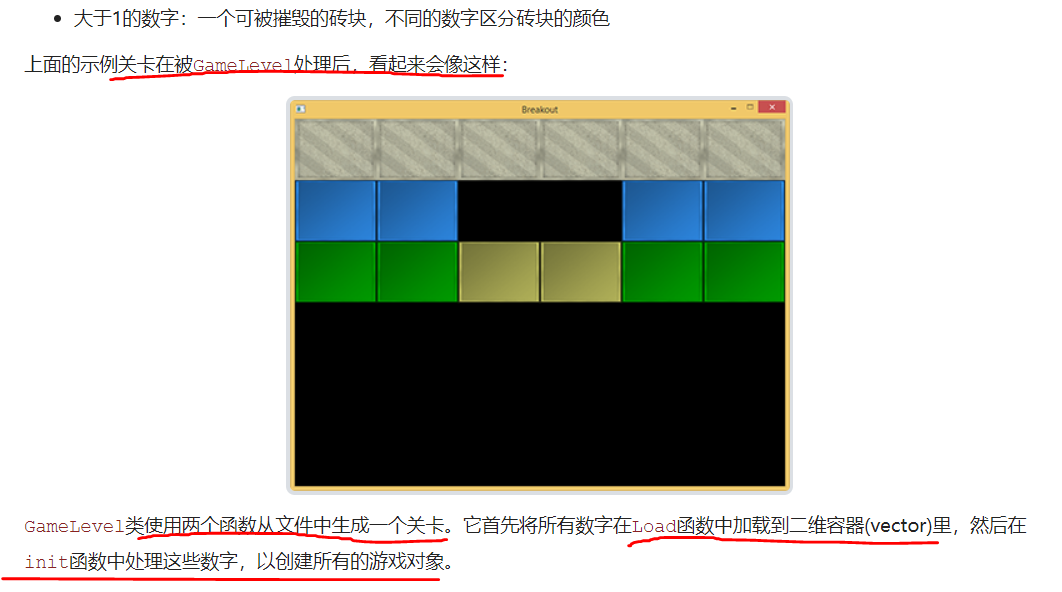 大于1的数字：一个可被摧毁的砖块，不同的数字区分砖块的颜色
上面的示例关卡在被GameLevel处理后，看起来会像这样：
Breakout
GameLevel类使用两个函数从文件中生成一个关卡。它首先将所有数字在Load函数中加载到二维容器(vector)里，然后在
init函数中处理这些数字，以创建所有的游戏对象。